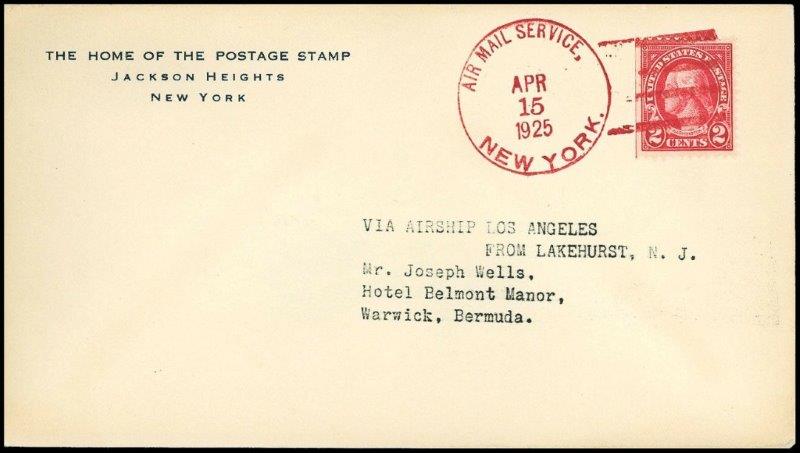 THE HOME OF THE POSTAGE STAMP
JACKSON HEIGHTS
NEW YORK
AIR MAIL SERVICE,
APR
15
1925
NEW YORK.
UNITED STATES POSTAGE
2 CENTS 2
VIA AIRSHIP LOS ANGELES
FROM LAKEHURST, N. J.
Mr. Joseph Wells,
Hotel Belmont Manor,
Warwick, Bermuda.